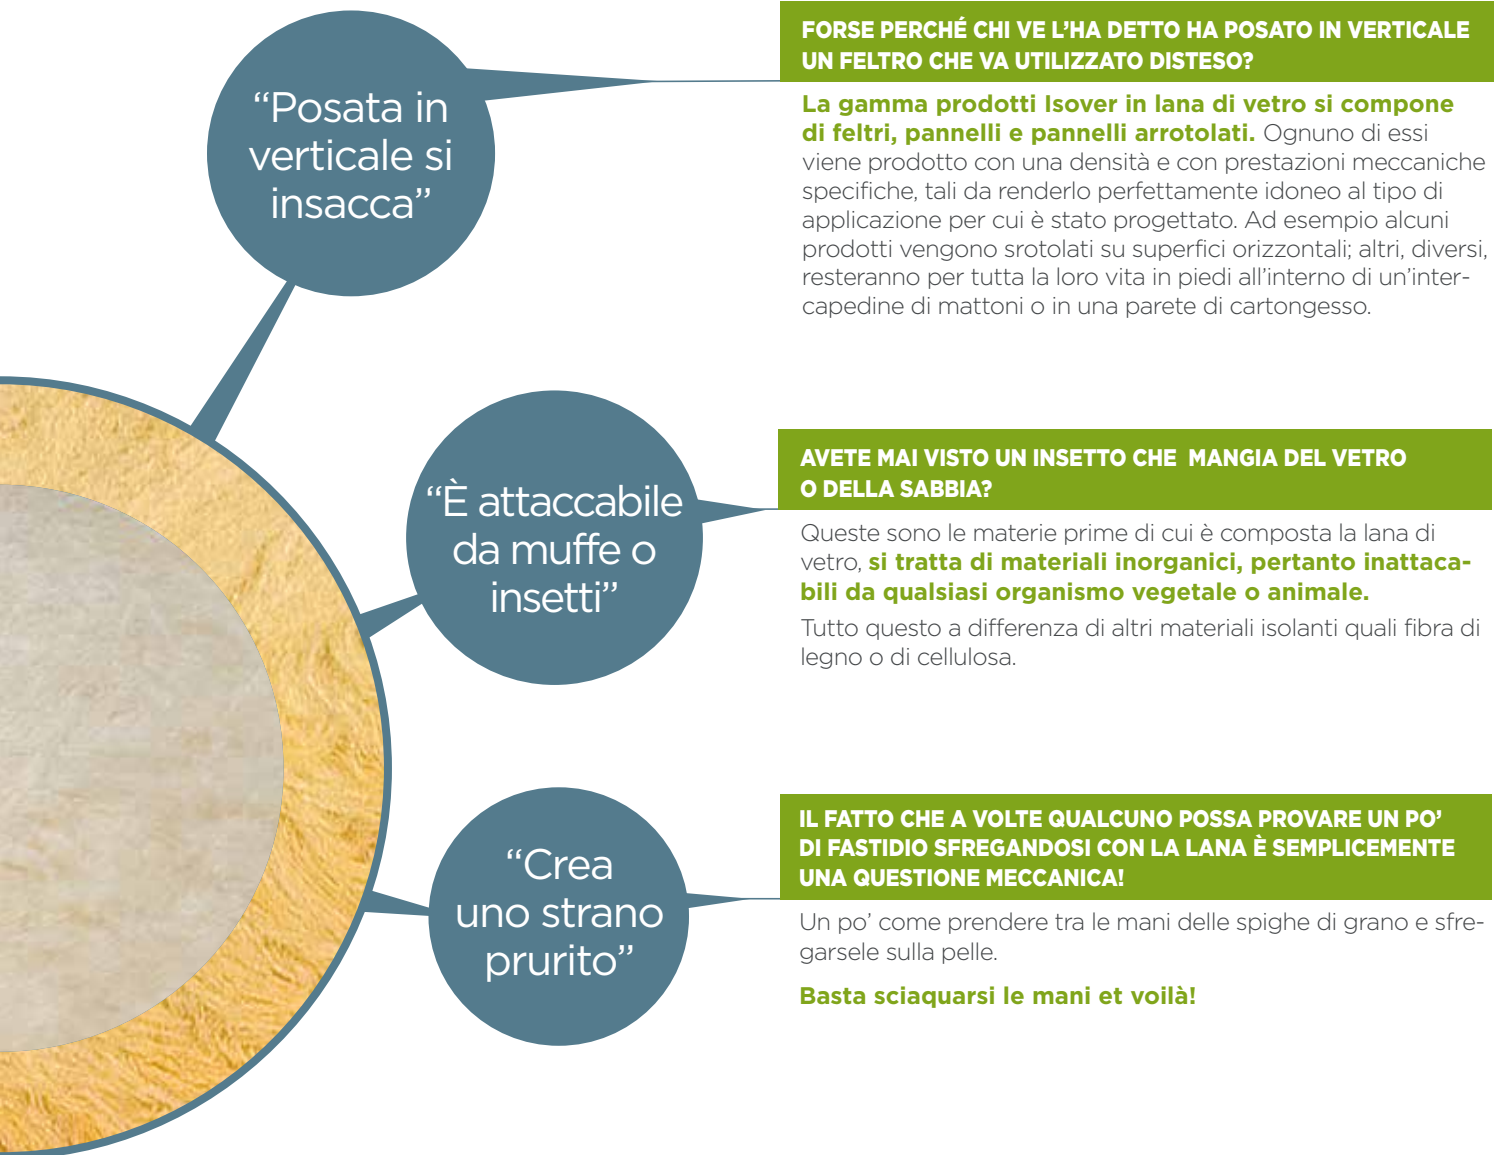 “Posata in
verticale si
insacca”
FORSE PERCHÉ CHI VE L’HA DETTO HA POSATO IN VERTICALE
UN FELTRO CHE VA UTILIZZATO DISTESO?
La gamma prodotti Isover in lana di vetro si compone
di feltri, pannelli e pannelli arrotolati. Ognuno di essi
viene prodotto con una densità e con prestazioni meccaniche
specifiche, tali da renderlo perfettamente idoneo al tipo di
applicazione per cui è stato progettato. Ad esempio alcuni
prodotti vengono srotolati su superfici orizzontali; altri, diversi,
resteranno per tutta la loro vita in piedi all’interno di un’inter-
capedine di mattoni o in una parete di cartongesso.
“È attaccabile
da muffe o
insetti”
AVETE MAI VISTO UN INSETTO CHE MANGIA DEL VETRO
O DELLA SABBIA?
Queste sono le materie prime di cui è composta la lana di
vetro, si tratta di materiali inorganici, pertanto inattaca-
bili da qualsiasi organismo vegetale o animale.
Tutto questo a differenza di altri materiali isolanti quali fibra di
legno o di cellulosa.
“Crea
uno strano
prurito”
IL FATTO CHE A VOLTE QUALCUNO POSSA PROVARE UN PO’
DI FASTIDIO SFREGANDOSI CON LA LANA È SEMPLICEMENTE
UNA QUESTIONE MECCANICA!
Un po’ come prendere tra le mani delle spighe di grano e sfre-
garsele sulla pelle.
Basta sciaquarsi le mani et voilà!